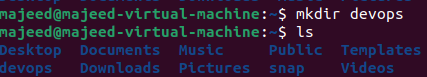 majeed@majeed-virtual-machine:~$ mkdir devops
majeed@majeed-virtual-machine:~$ ls
Desktop  Documents  Music     Public  Templates
devops   Downloads  Pictures  snap    Videos